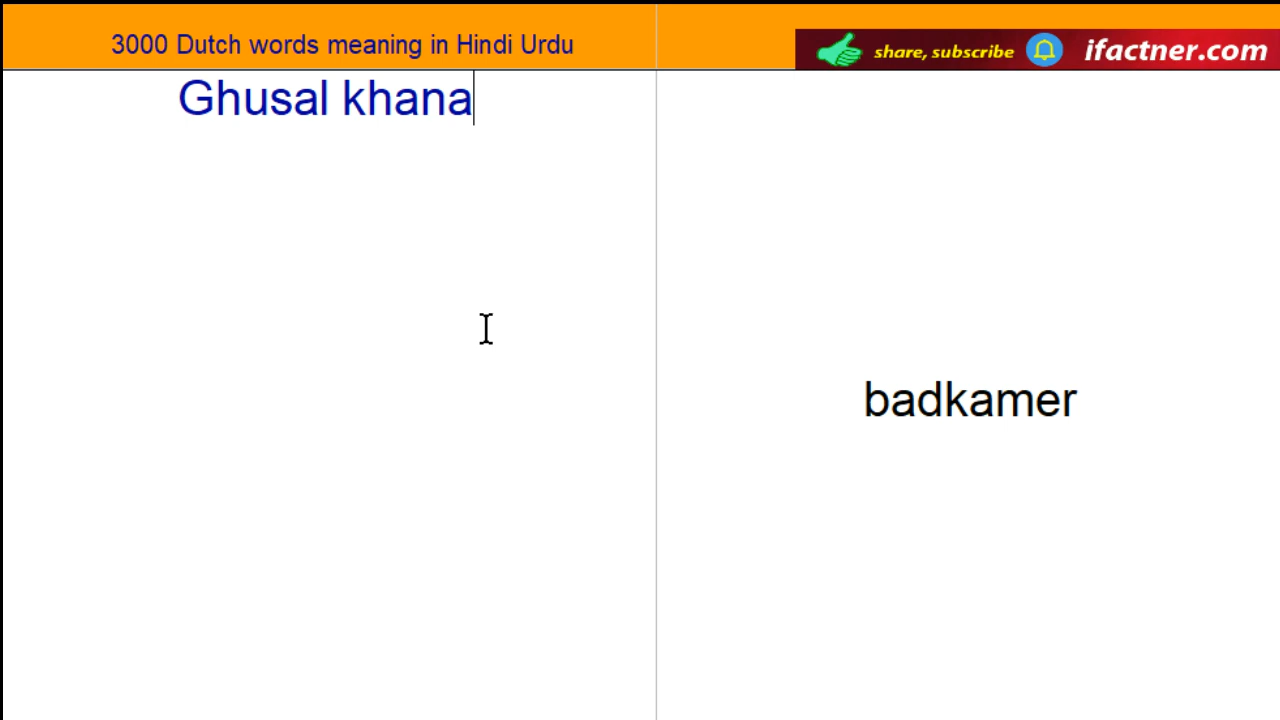 3000 Dutch words meaning in Hindi Urdu
share, subscribe
ifactner.com
Ghusal khana
badkamer